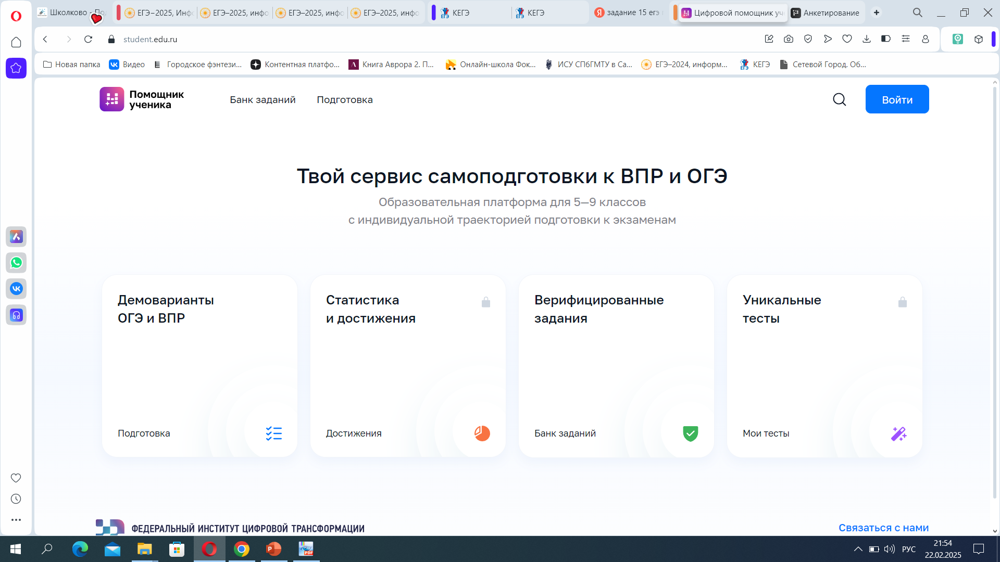 Школково - По
ЕГЭ–2025, Инфо
ЕГЭ–2025, инфо
ЕГЭ–2025, инфо
ЕГЭ–2025, инфо
КЕГЭ
КЕГЭ
задание 15 егэ
Цифровой помощник уч
Анкетирование
student.edu.ru
Новая папка
Видео
Городское фэнтези...
Контентная платфо...
Книга Аврора 2. П...
Онлайн-школа Фок...
ИСУ СПбГМТУ в Са...
ЕГЭ–2024, информ...
КЕГЭ
Сетевой Город. Об...
Помощник
ученика
Банк заданий
Подготовка
Войти
Твой сервис самоподготовки к ВПР и ОГЭ
Образовательная платформа для 5—9 классов
с индивидуальной траекторией подготовки к экзаменам
Демоварианты
ОГЭ и ВПР
Подготовка
Статистика
и достижения
Достижения
Верифицированные
задания
Банк заданий
Уникальные
тесты
Мои тесты
ФЕДЕРАЛЬНЫЙ ИНСТИТУТ ЦИФРОВОЙ ТРАНСФОРМАЦИИ
Связаться с нами
РУС
21:54
22.02.2025